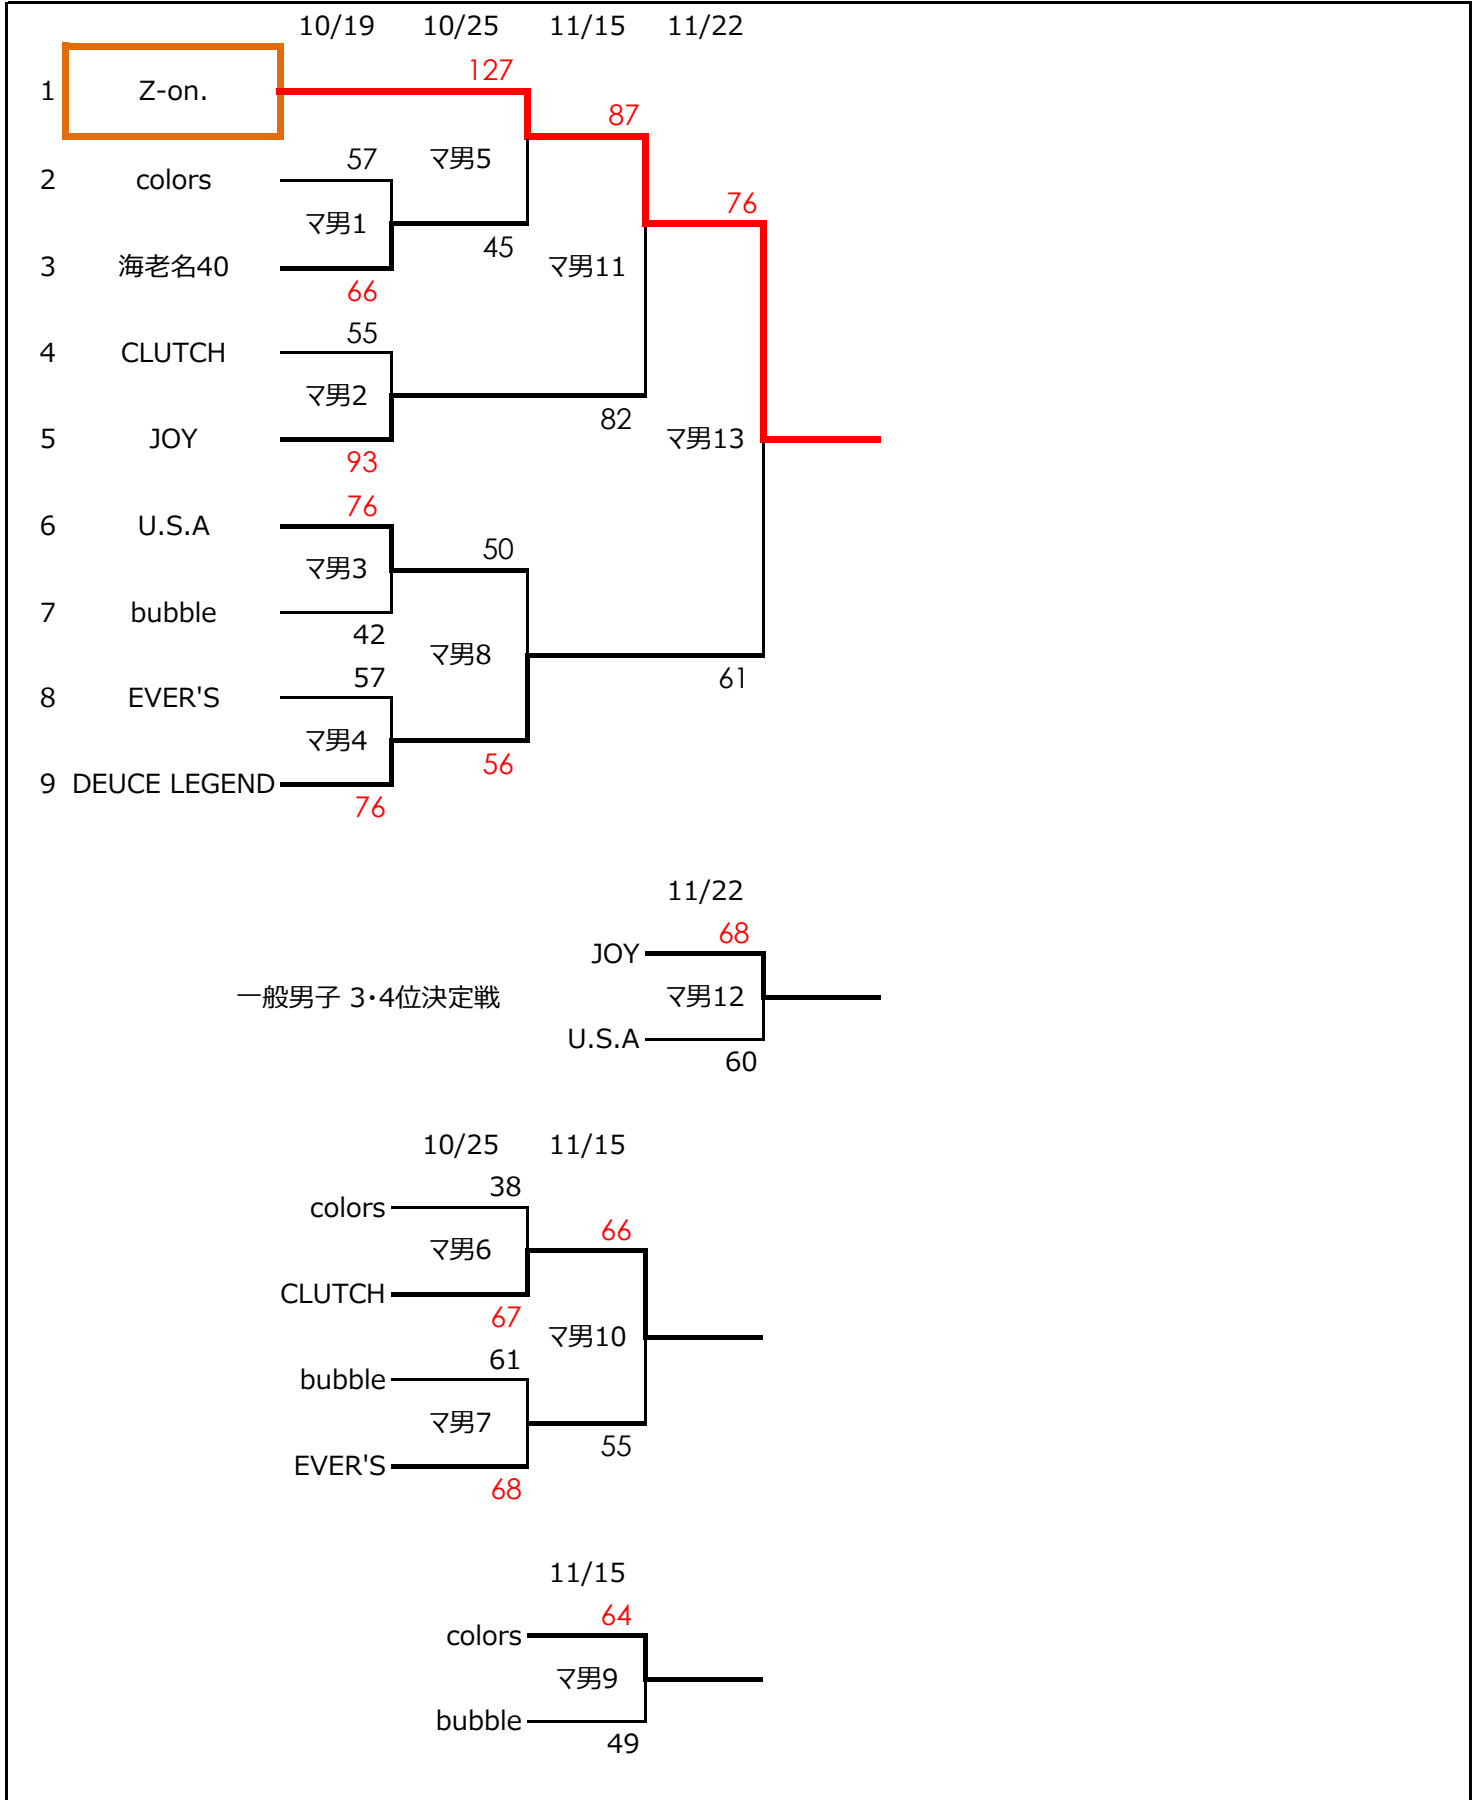 10/19 10/25 11/15 11/22
127
1 Z-on.
87
57 マ男5
2 colors
76
マ男1
45
3 海老名40 マ男11
66
55
4 CLUTCH
マ男2
82
5 JOY マ男13
93
76
6 U.S.A
50
マ男3
7 bubble
42
マ男8
57 61
8 EVER'S
マ男4
56
9 DEUCE LEGEND
76
11/22
68
JOY
一般男子 3・4位決定戦 マ男12
U.S.A
60
10/25 11/15
38
colors
66
マ男6
CLUTCH
67
マ男10
61
bubble
マ男7
55
EVER'S
68
11/15
64
colors
マ男9
bubble
49